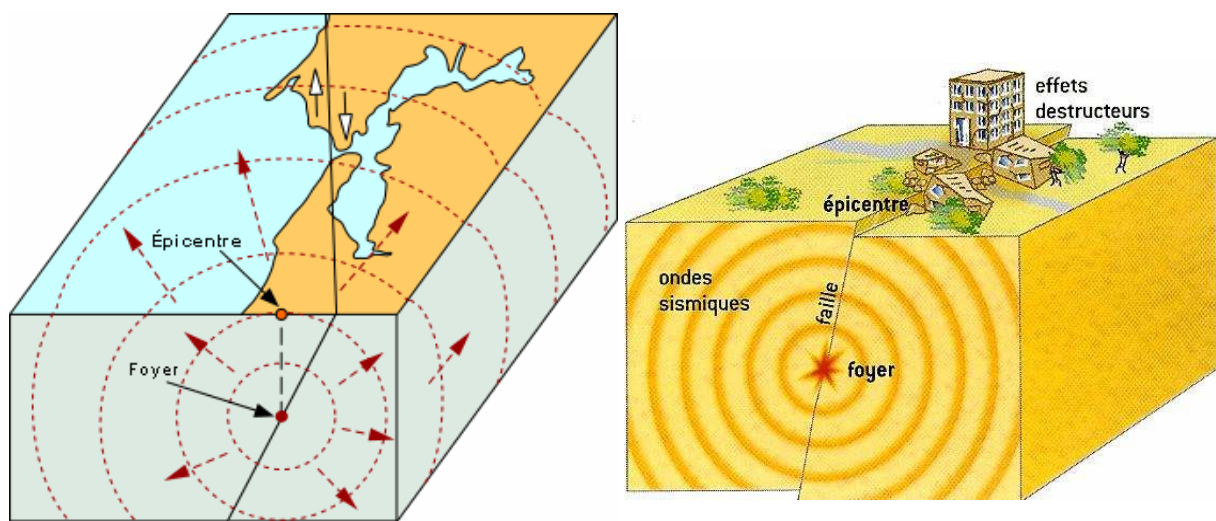 Épicentre
Foyer
effets
destructeurs
épicentre
ondes
sismiques
faille
foyer